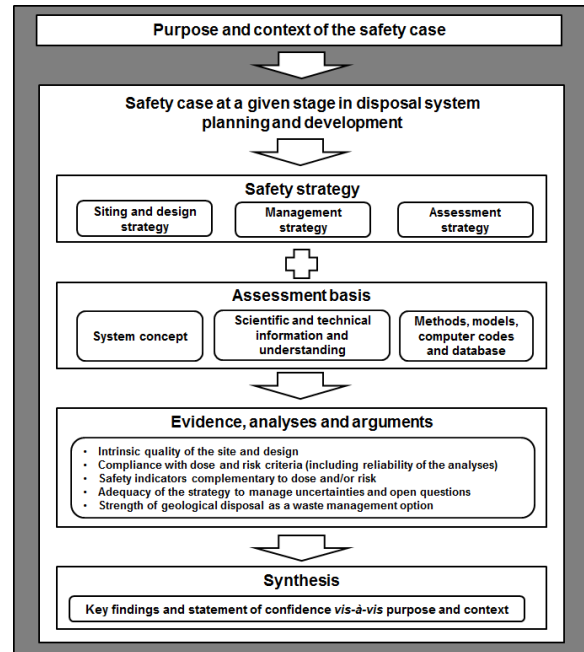 Purpose and context of the safety case
Safety case at a given stage in disposal system
planning and development
Safety strategy
Siting and design
strategy
Management
strategy
Assessment
strategy
Assessment basis
System concept
Scientific and technical
information and
understanding
Methods, models,
computer codes
and database
Evidence, analyses and arguments
• Intrinsic quality of the site and design
• Compliance with dose and risk criteria (including reliability of the analyses)
• Safety indicators complementary to dose and/or risk
• Adequacy of the strategy to manage uncertainties and open questions
• Strength of geological disposal as a waste management option
Synthesis
Key findings and statement of confidence vis-à-vis purpose and context